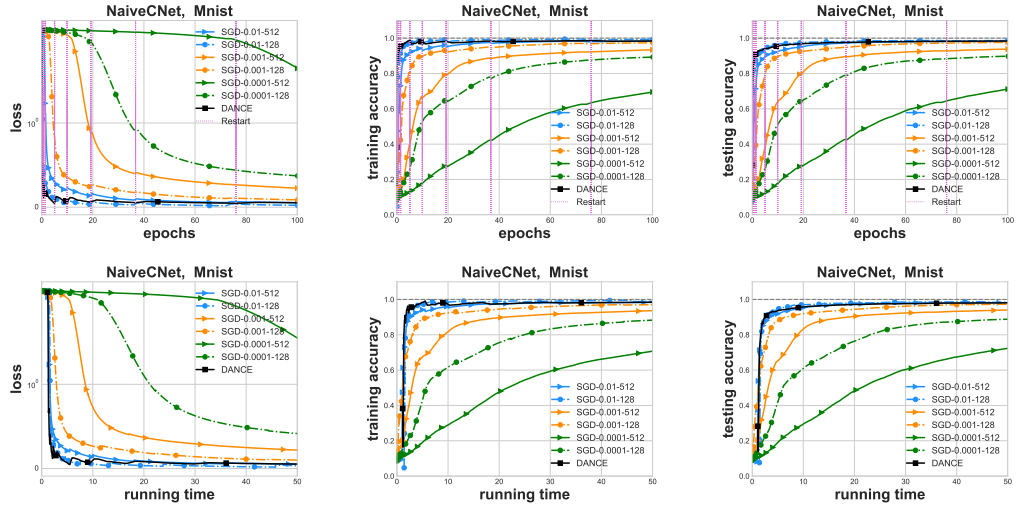 NaiveCNet, Mnist
loss
10⁰
0
0 20 40 60 80 100
epochs
SGD-0.01-512
SGD-0.01-128
SGD-0.001-512
SGD-0.001-128
SGD-0.0001-512
SGD-0.0001-128
DANCE
Restart
NaiveCNet, Mnist
training accuracy
1.0
0.8
0.6
0.4
0.2
0.0
0 20 40 60 80 100
epochs
SGD-0.01-512
SGD-0.01-128
SGD-0.001-512
SGD-0.001-128
SGD-0.0001-512
SGD-0.0001-128
DANCE
Restart
NaiveCNet, Mnist
testing accuracy
1.0
0.8
0.6
0.4
0.2
0.0
0 20 40 60 80 100
epochs
SGD-0.01-512
SGD-0.01-128
SGD-0.001-512
SGD-0.001-128
SGD-0.0001-512
SGD-0.0001-128
DANCE
Restart
NaiveCNet, Mnist
loss
10⁰
0
0 10 20 30 40 50
running time
SGD-0.01-512
SGD-0.01-128
SGD-0.001-512
SGD-0.001-128
SGD-0.0001-512
SGD-0.0001-128
DANCE
NaiveCNet, Mnist
training accuracy
1.0
0.8
0.6
0.4
0.2
0.0
0 10 20 30 40 50
running time
SGD-0.01-512
SGD-0.01-128
SGD-0.001-512
SGD-0.001-128
SGD-0.0001-512
SGD-0.0001-128
DANCE
NaiveCNet, Mnist
testing accuracy
1.0
0.8
0.6
0.4
0.2
0.0
0 10 20 30 40 50
running time
SGD-0.01-512
SGD-0.01-128
SGD-0.001-512
SGD-0.001-128
SGD-0.0001-512
SGD-0.0001-128
DANCE